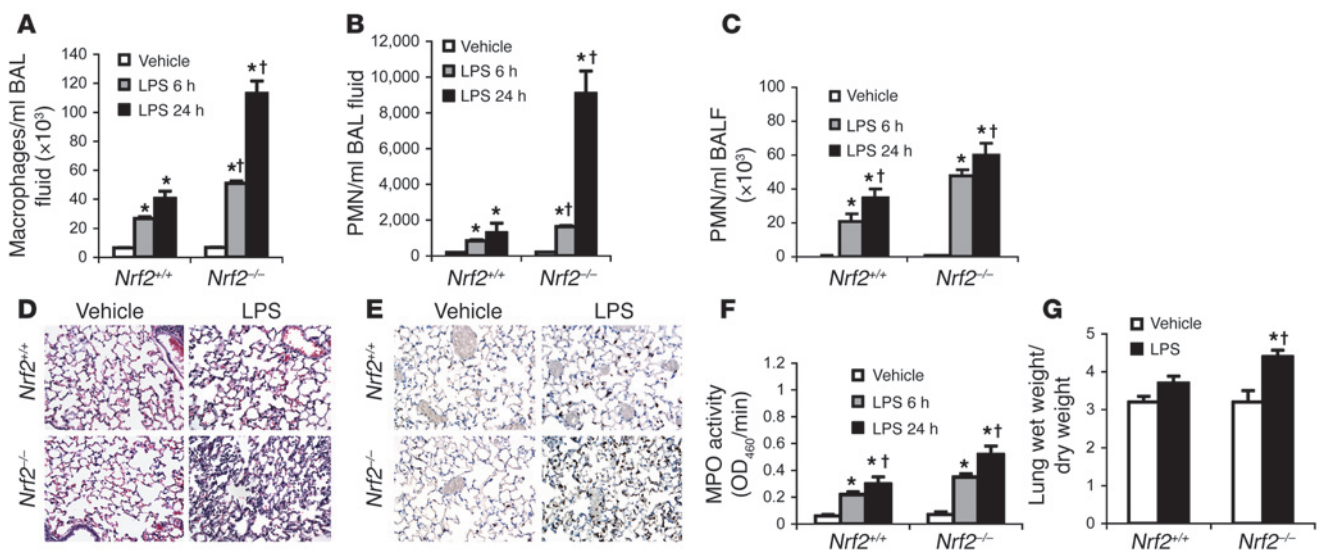 A
Macrophages/ml BAL
fluid (×10³)
140
120
100
80
60
40
20
0
Vehicle
LPS 6 h
LPS 24 h
*
*
*†
*†
Nrf2+/+
Nrf2–/–
B
PMN/ml BAL fluid
12,000
10,000
8,000
6,000
4,000
2,000
0
Vehicle
LPS 6 h
LPS 24 h
*
*
*†
*†
Nrf2+/+
Nrf2–/–
C
PMN/ml BALF
(×10³)
100
80
60
40
20
0
Vehicle
LPS 6 h
LPS 24 h
*
*†
*
*†
Nrf2+/+
Nrf2–/–
D
Vehicle
LPS
Nrf2+/+
Nrf2–/–
E
Vehicle
LPS
Nrf2+/+
Nrf2–/–
F
MPO activity
(OD460/min)
1.2
1
0.8
0.6
0.4
0.2
0
Vehicle
LPS 6 h
LPS 24 h
*
*†
*
*†
Nrf2+/+
Nrf2–/–
G
Lung wet weight/
dry weight
5
4
3
2
1
0
Vehicle
LPS
*†
Nrf2+/+
Nrf2–/–